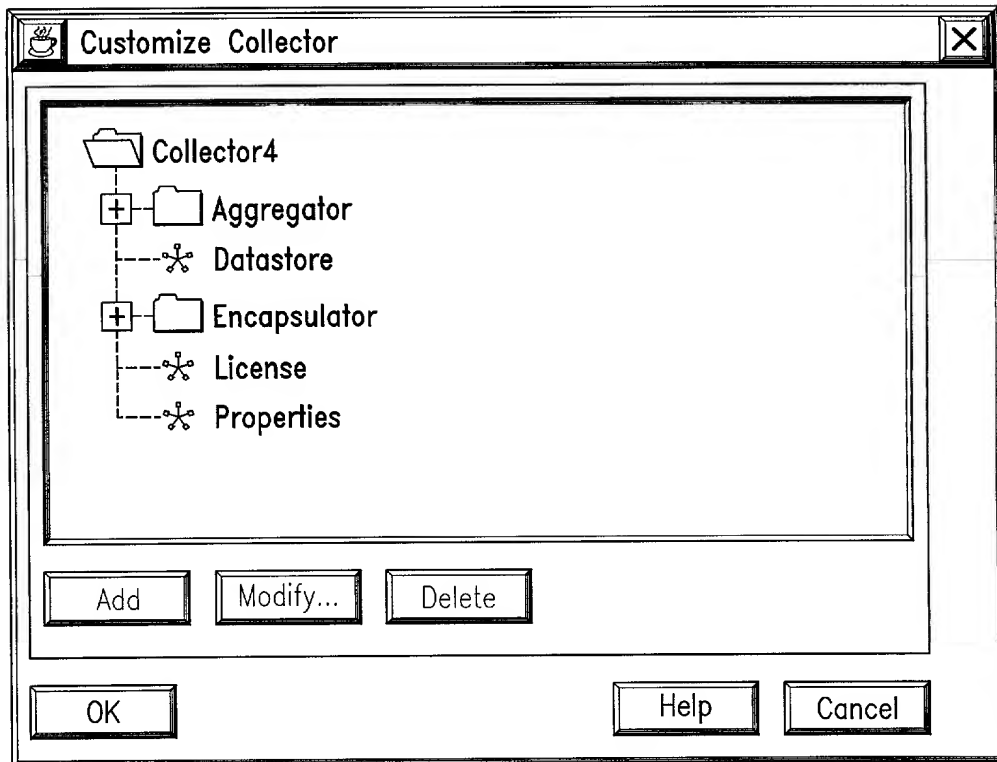 Customize Collector
Collector4
Aggregator
Datastore
Encapsulator
License
Properties
Add Modify... Delete
OK Help Cancel